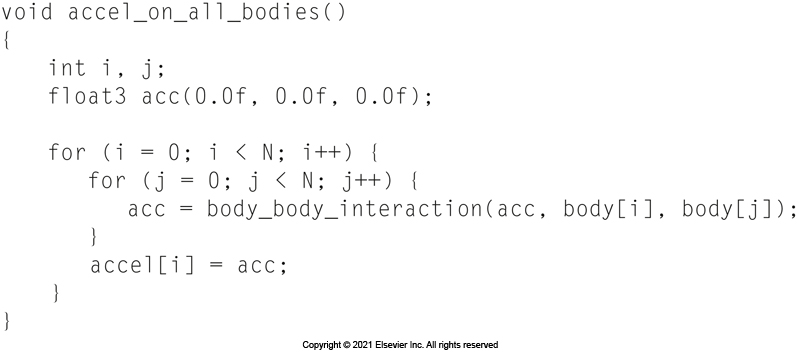 void accel_on_all_bodies()
{
    int i, j;
    float3 acc(0.0f, 0.0f, 0.0f);

    for (i = 0; i < N; i++) {
        for (j = 0; j < N; j++) {
            acc = body_body_interaction(acc, body[i], body[j]);
        }
        accel[i] = acc;
    }
}
Copyright © 2021 Elsevier Inc. All rights reserved